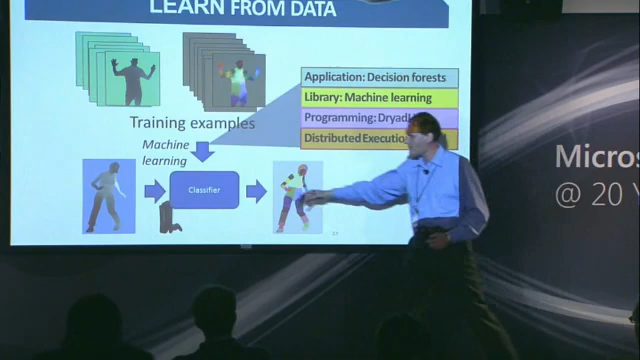 LEARN FROM DATA
Application: Decision forests
Library: Machine learning
Programming: Dryad
Distributed Executio
Training examples
Machine
learning
Classifier
Micros
@ 20 Y